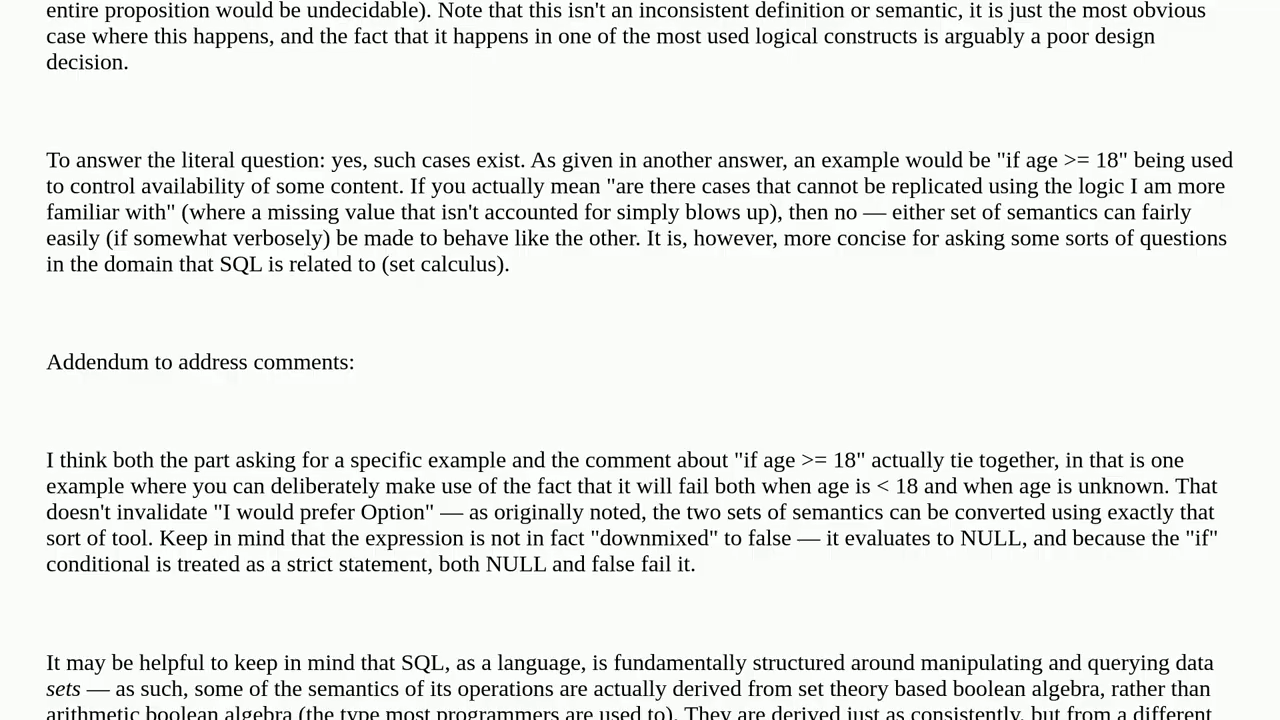 entire proposition would be undecidable). Note that this isn't an inconsistent definition or semantic, it is just the most obvious
case where this happens, and the fact that it happens in one of the most used logical constructs is arguably a poor design
decision.
To answer the literal question: yes, such cases exist. As given in another answer, an example would be "if age >= 18" being used
to control availability of some content. If you actually mean "are there cases that cannot be replicated using the logic I am more
familiar with" (where a missing value that isn't accounted for simply blows up), then no — either set of semantics can fairly
easily (if somewhat verbosely) be made to behave like the other. It is, however, more concise for asking some sorts of questions
in the domain that SQL is related to (set calculus).
Addendum to address comments:
I think both the part asking for a specific example and the comment about "if age >= 18" actually tie together, in that is one
example where you can deliberately make use of the fact that it will fail both when age is < 18 and when age is unknown. That
doesn't invalidate "I would prefer Option" — as originally noted, the two sets of semantics can be converted using exactly that
sort of tool. Keep in mind that the expression is not in fact "downmixed" to false — it evaluates to NULL, and because the "if"
conditional is treated as a strict statement, both NULL and false fail it.
It may be helpful to keep in mind that SQL, as a language, is fundamentally structured around manipulating and querying data
sets — as such, some of the semantics of its operations are actually derived from set theory based boolean algebra, rather than
arithmetic boolean algebra (the type most programmers are used to). They are derived just as consistently, but from a different